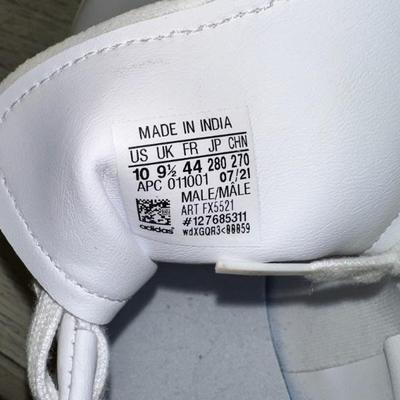 MADE IN INDIA
US UK FR JP CHN
10 9½ 44 280 270
APC 011001 07/21
MALE/MÂLE
ART FX5521
#127685311
adidas wdXGQR3<00059